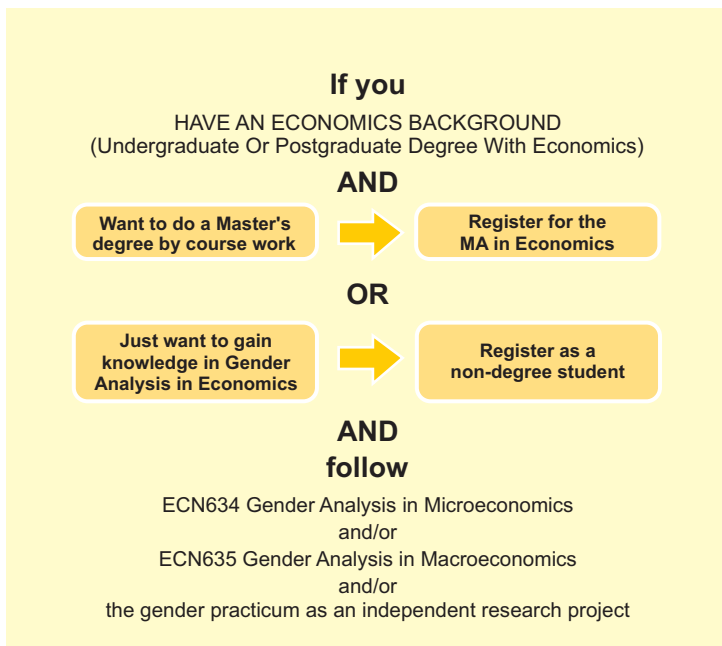 If you
HAVE AN ECONOMICS BACKGROUND
(Undergraduate Or Postgraduate Degree With Economics)
AND
Want to do a Master's
degree by course work
Register for the
MA in Economics
OR
Just want to gain
knowledge in Gender
Analysis in Economics
Register as a
non-degree student
AND
follow
ECN634 Gender Analysis in Microeconomics
and/or
ECN635 Gender Analysis in Macroeconomics
and/or
the gender practicum as an independent research project